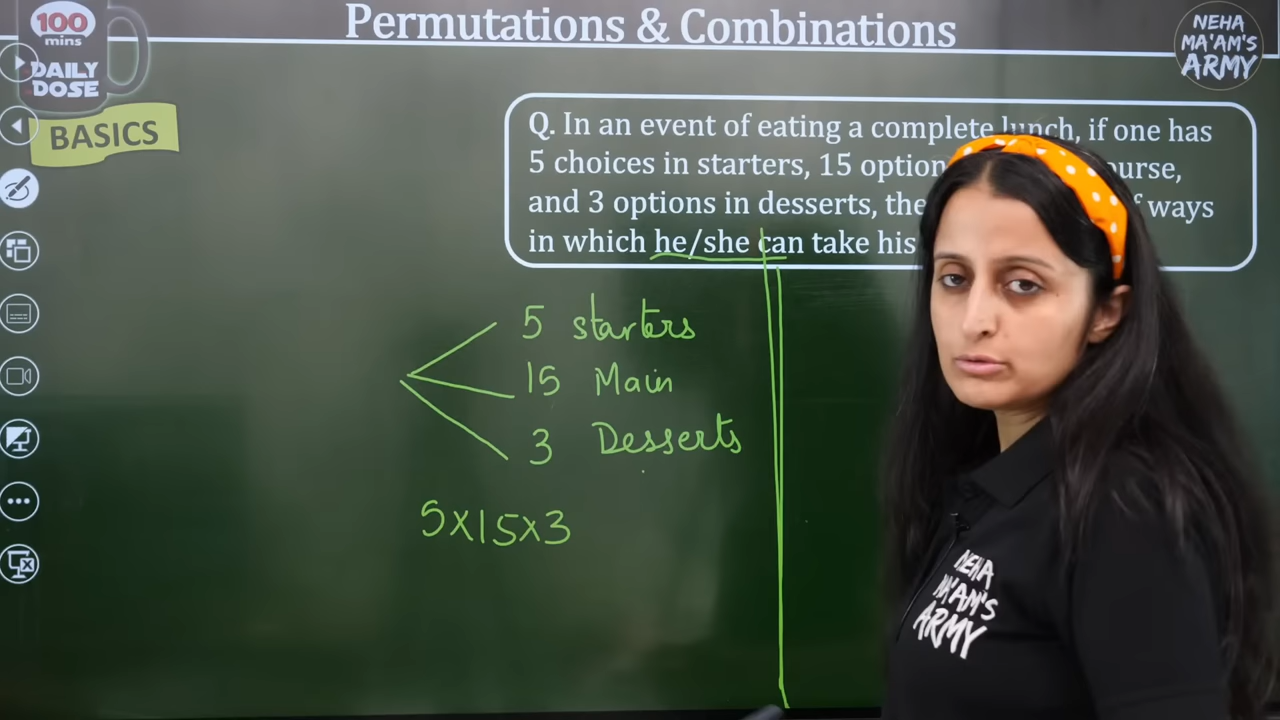 100
mins
DAILY
DOSE
Permutations & Combinations
NEHA
MA'AM'S
ARMY
BASICS
Q. In an event of eating a complete lunch, if one has
5 choices in starters, 15 option
and 3 options in desserts, ways
in which he/she can take his
5 starters
15 Main
3 Desserts
5X15X3
NEHA
MA'AM'S
ARMY